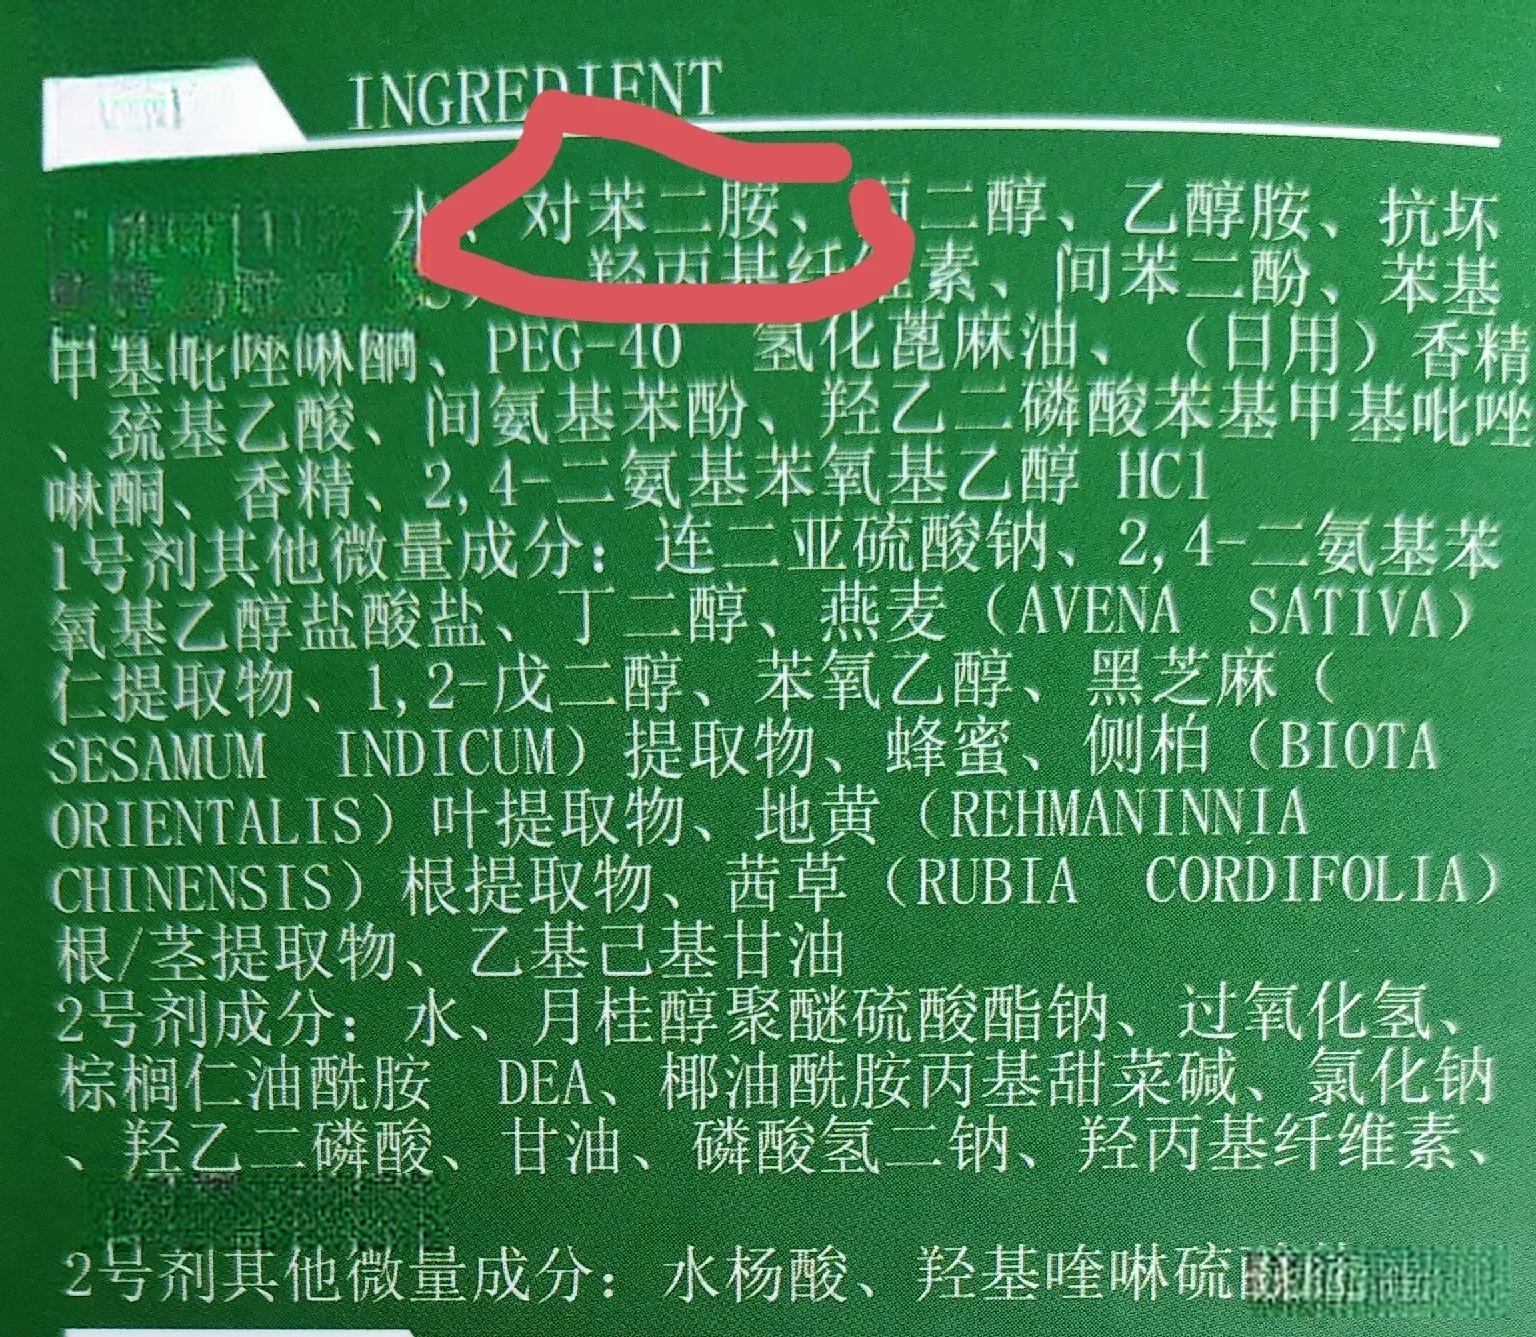 INGREDIENT
水、对苯二胺、丙二醇、乙醇胺、抗坏
羟丙基纤维素、间苯二酚、苯基
甲基吡唑啉酮、PEG-40 氢化蓖麻油、（日用）香精
、巯基乙酸、间氨基苯酚、羟乙二磷酸苯基甲基吡唑
啉酮、香精、2,4-二氨基苯氧基乙醇 HCl
1号剂其他微量成分：连二亚硫酸钠、2,4-二氨基苯
氧基乙醇盐酸盐、丁二醇、燕麦（AVENA SATIVA）
仁提取物、1,2-戊二醇、苯氧乙醇、黑芝麻（
SESAMUM INDICUM）提取物、蜂蜜、侧柏（BIOTA
ORIENTALIS）叶提取物、地黄（REHMANINNIA
CHINENSIS）根提取物、茜草（RUBIA CORDIFOLIA）
根/茎提取物、乙基己基甘油
2号剂成分：水、月桂醇聚醚硫酸酯钠、过氧化氢、
棕榈仁油酰胺 DEA、椰油酰胺丙基甜菜碱、氯化钠
、羟乙二磷酸、甘油、磷酸氢二钠、羟丙基纤维素、
2号剂其他微量成分：水杨酸、羟基喹啉硫